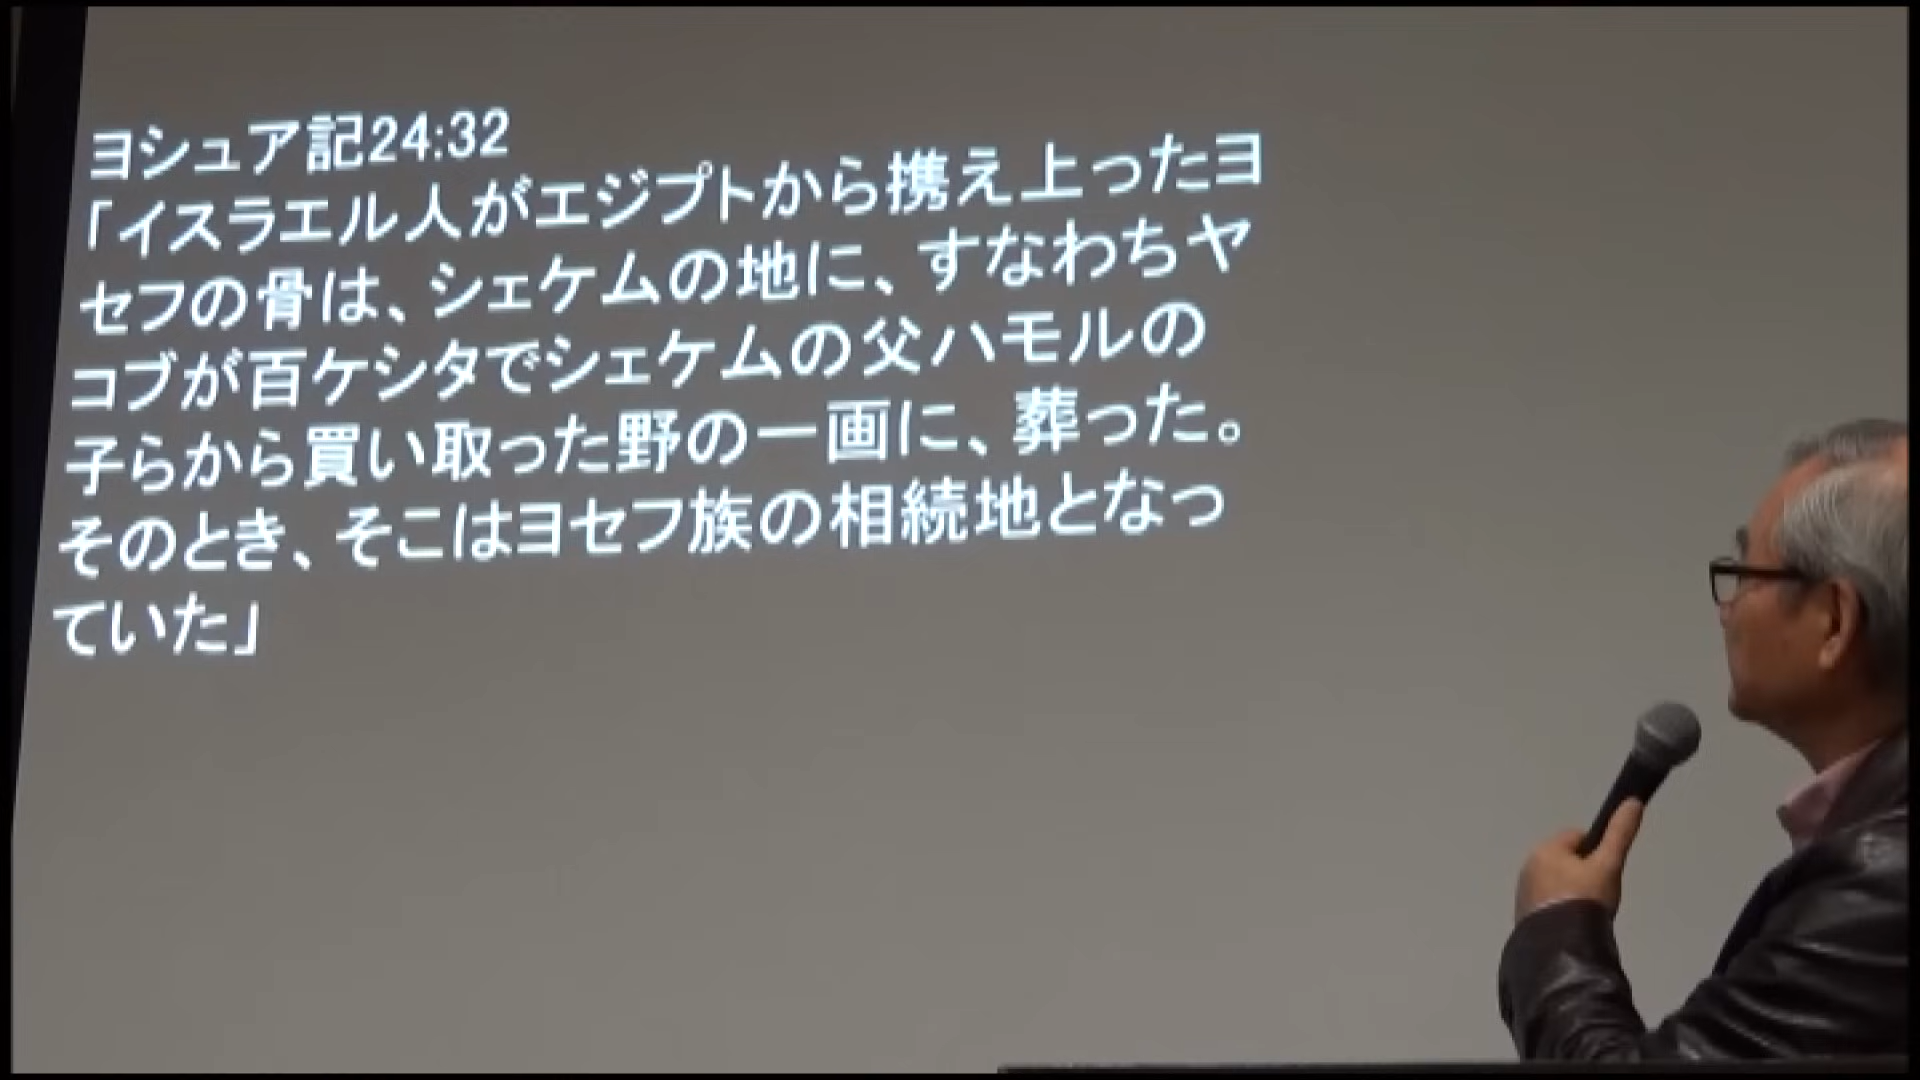 ヨシュア記24:32
「イスラエル人がエジプトから携え上ったヨ
セフの骨は、シェケムの地に、すなわちヤ
コブが百ケシタでシェケムの父ハモルの
子らから買い取った野の一画に、葬った。
そのとき、そこはヨセフ族の相続地となっ
ていた」